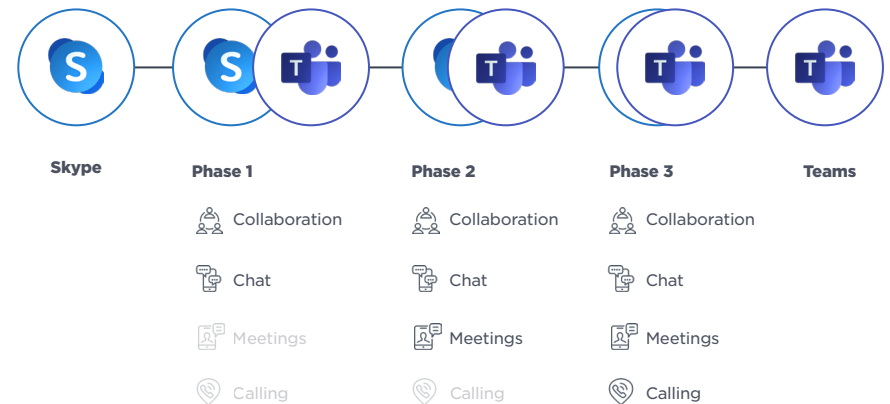 S
S
T
T
T
T
Skype
Phase 1
Phase 2
Phase 3
Teams
Collaboration
Collaboration
Collaboration
Chat
Chat
Chat
Meetings
Meetings
Meetings
Calling
Calling
Calling